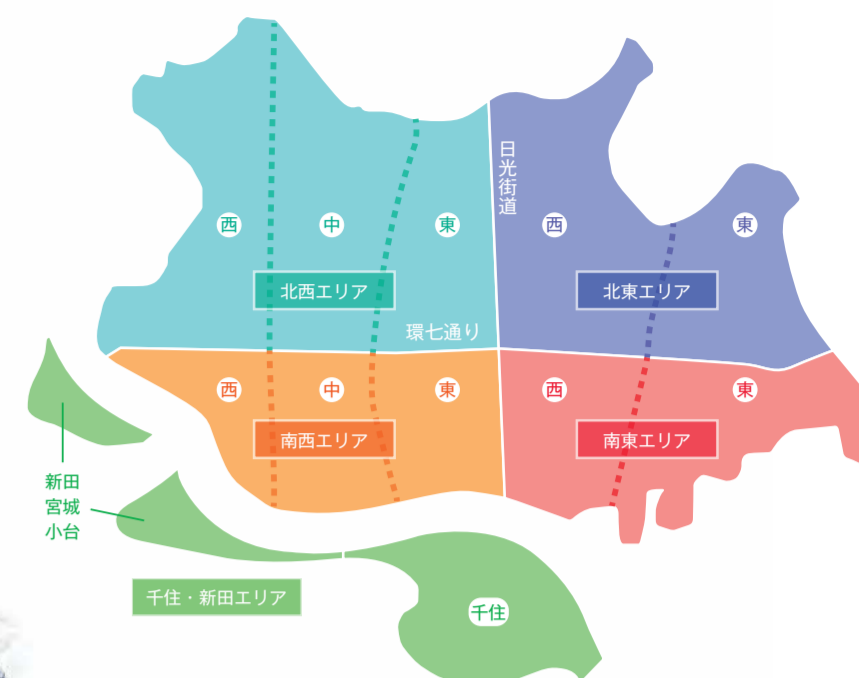 日光街道
西
中
東
西
東
北西エリア
北東エリア
環七通り
西
中
東
西
東
南西エリア
南東エリア
新田
宮城
小台
千住・新田エリア
千住